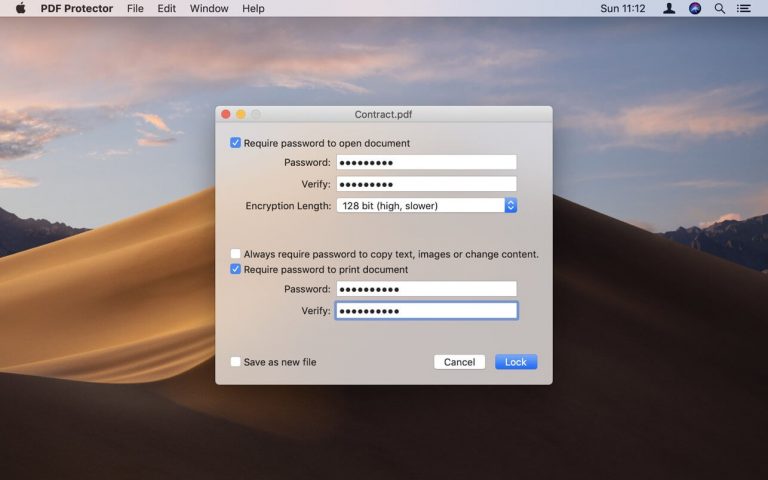 PDF Protector File Edit Window Help Sun 11:12
Contract.pdf
Require password to open document
Password: ●●●●●●●●●
Verify: ●●●●●●●●●
Encryption Length: 128 bit (high, slower)
Always require password to copy text, images or change content.
Require password to print document
Password: ●●●●●●●●●●
Verify: ●●●●●●●●●●
Save as new file Cancel Lock